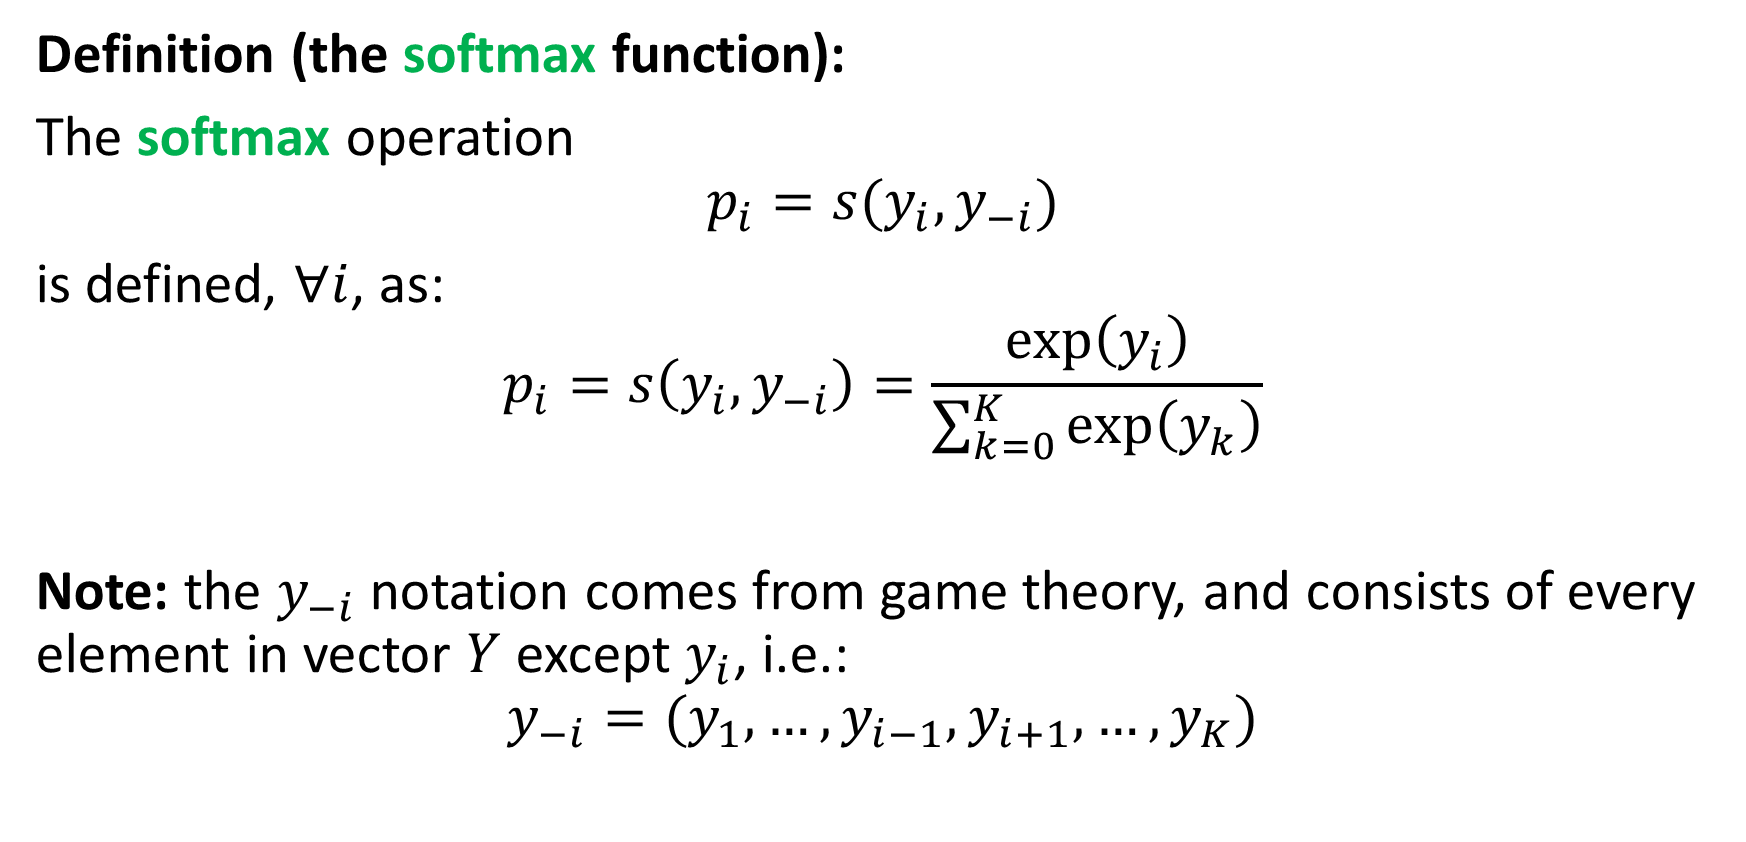 Definition (the softmax function):
The softmax operation
p_i = s(y_i, y_{-i})
is defined, ∀i, as:
p_i = s(y_i, y_{-i}) = \frac{exp(y_i)}{∑_{k=0}^{K} exp(y_k)}
Note: the y_{-i} notation comes from game theory, and consists of every
element in vector Y except y_i, i.e.:
y_{-i} = (y_1, … , y_{i-1}, y_{i+1}, … , y_K)